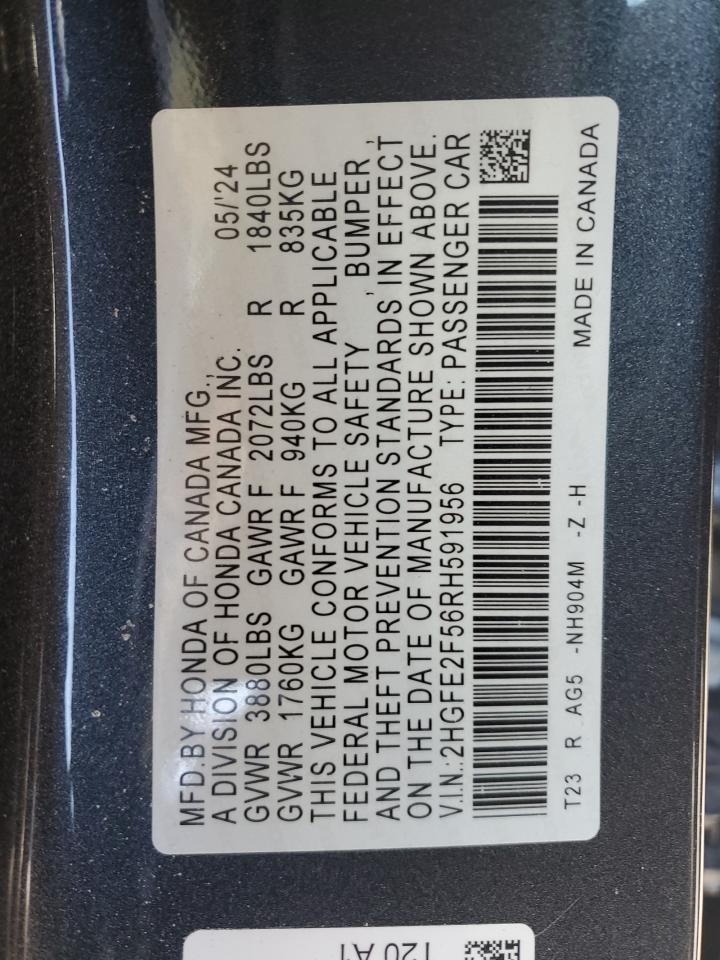 MFD.BY HONDA OF CANADA MFG.,
A DIVISION OF HONDA CANADA INC. 05/'24
GVWR 3880LBS GAWR F 2072LBS R 1840LBS
GVWR 1760KG GAWR F 940KG R 835KG
THIS VEHICLE CONFORMS TO ALL APPLICABLE
FEDERAL MOTOR VEHICLE SAFETY, BUMPER,
AND THEFT PREVENTION STANDARDS IN EFFECT
ON THE DATE OF MANUFACTURE SHOWN ABOVE.
V.I.N.:2HGFE2F56RH591956 TYPE: PASSENGER CAR
T23 R AG5 -NH904M -Z -H MADE IN CANADA